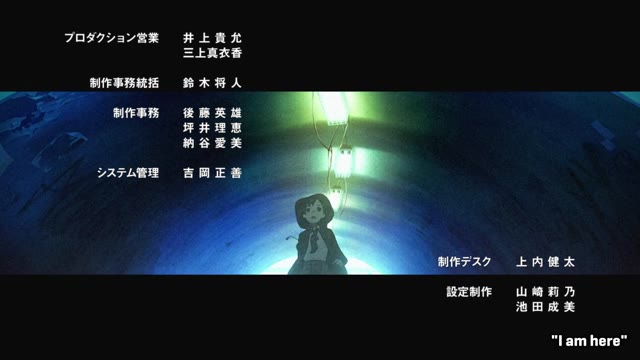 プロダクション営業 井上貴允
三上真衣香
制作事務統括 鈴木将人
制作事務 後藤英雄
坪井理恵
納谷愛美
システム管理 吉岡正善
制作デスク 上内健太
設定制作 山崎莉乃
池田成美
"I am here"